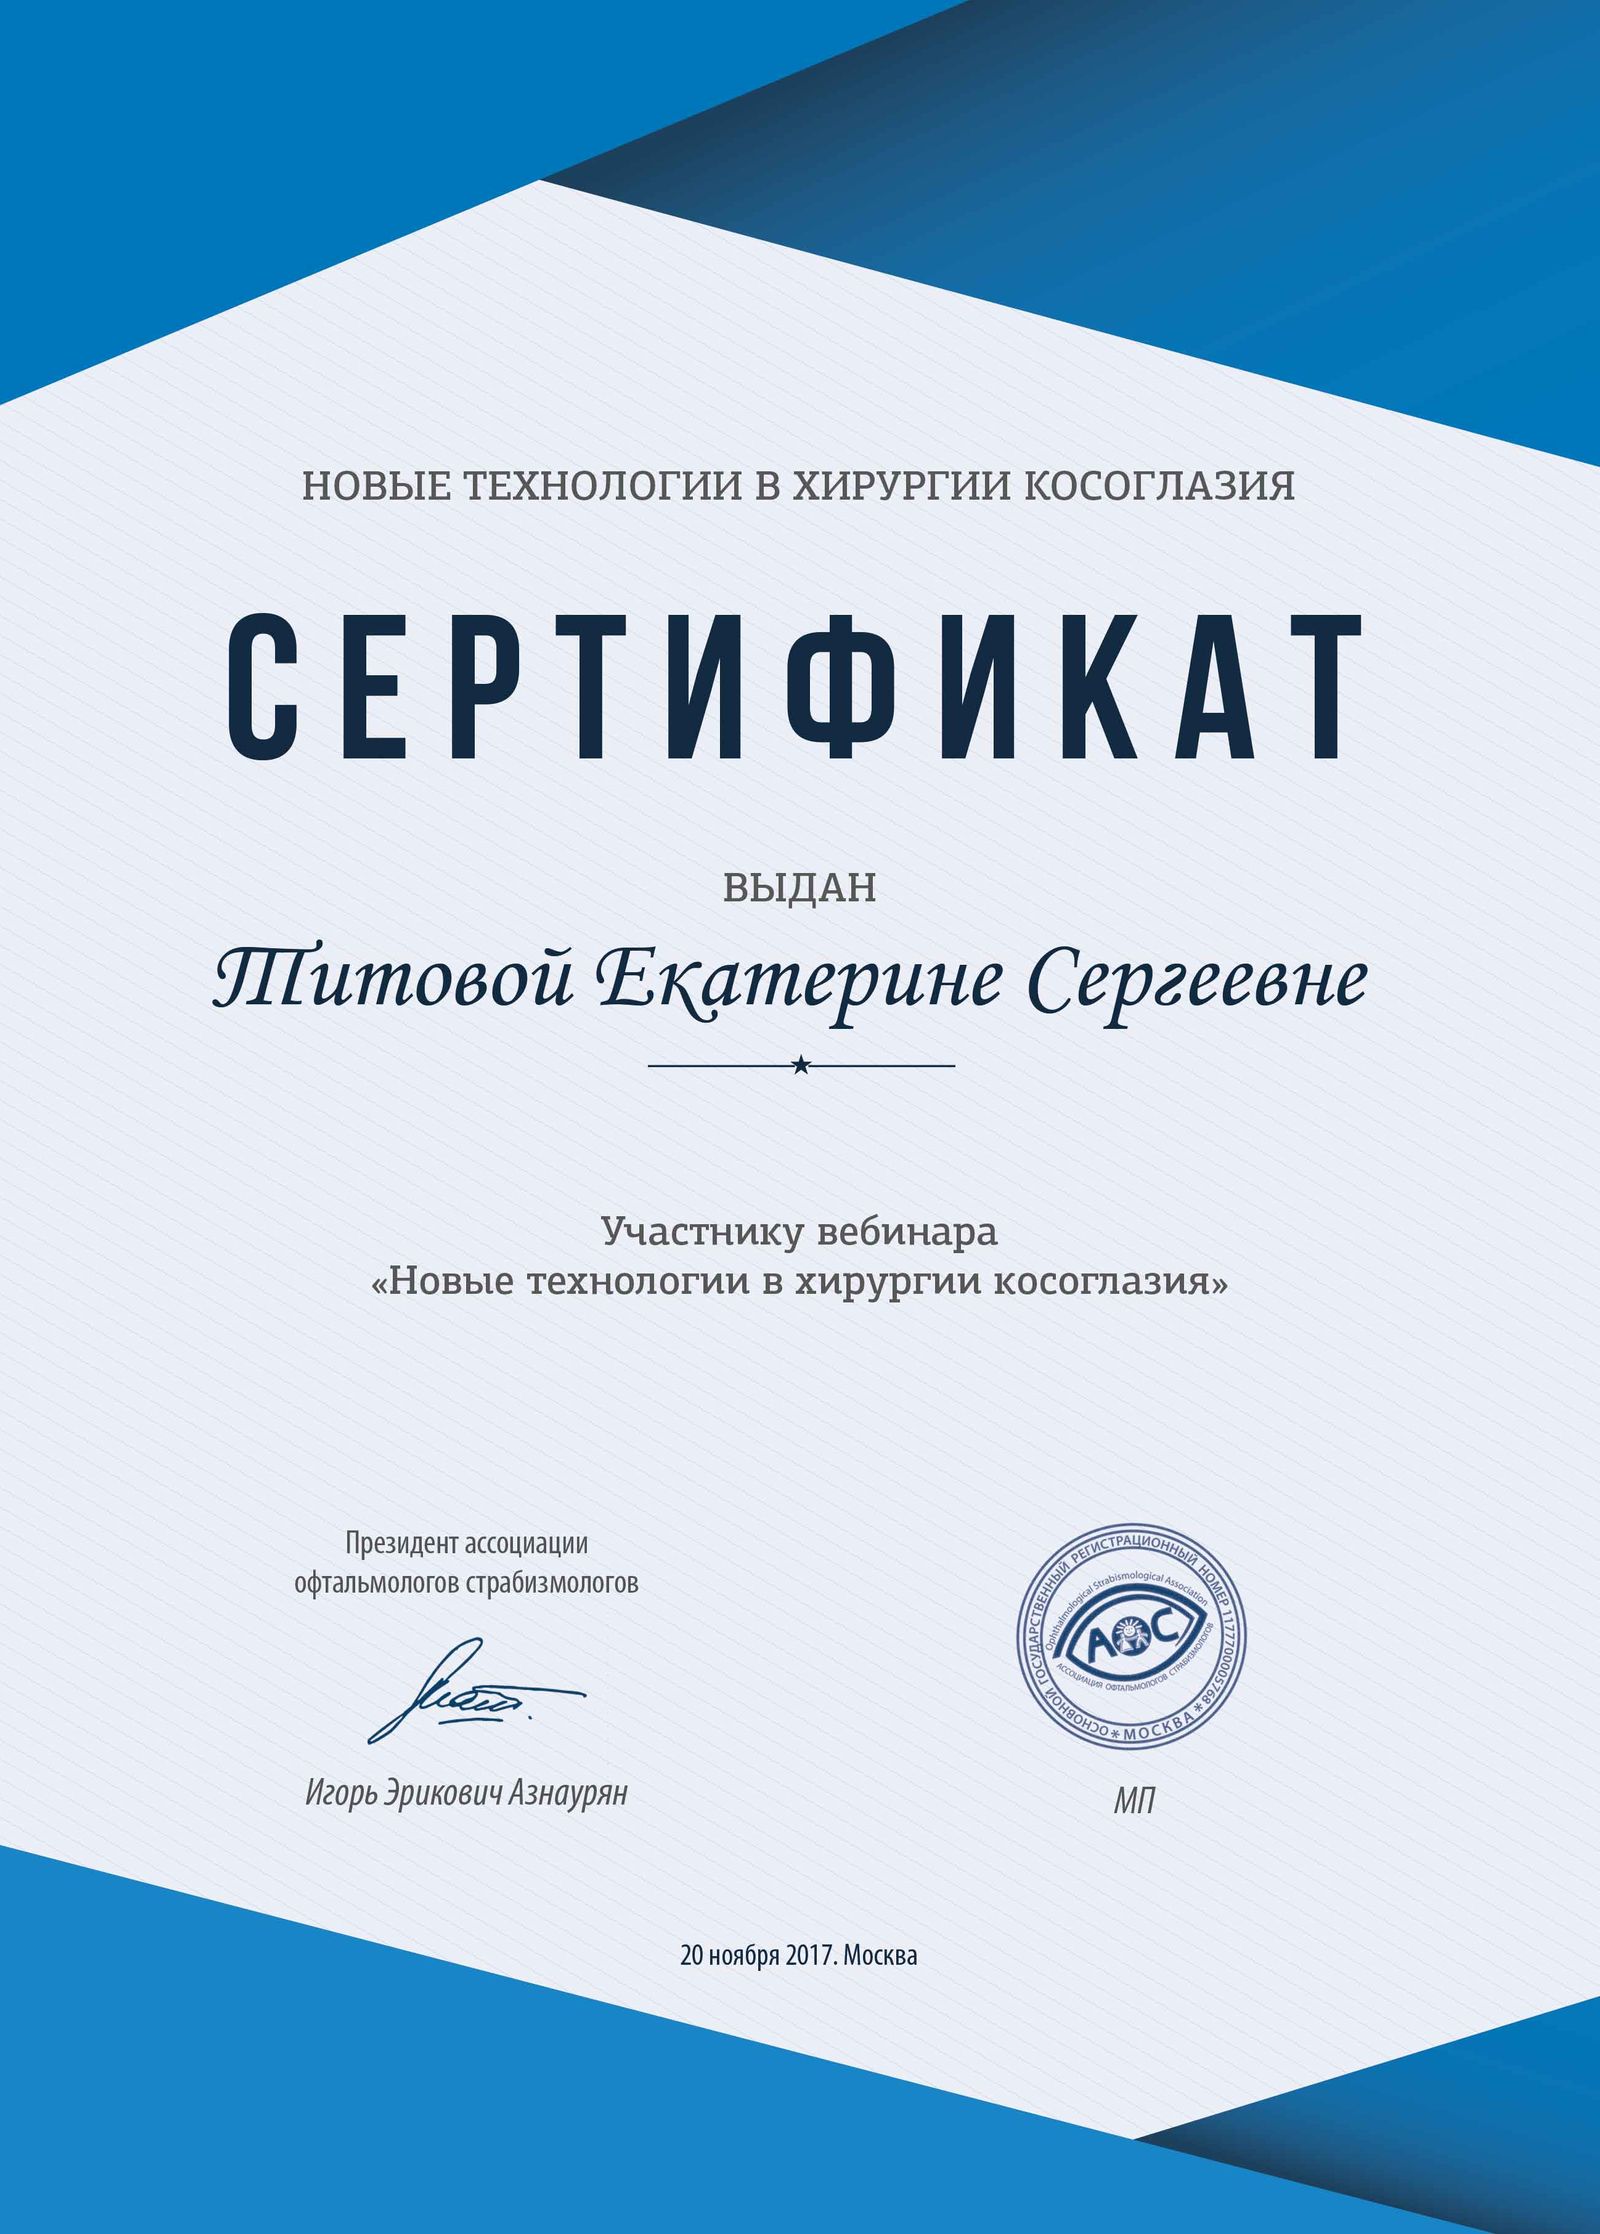 НОВЫЕ ТЕХНОЛОГИИ В ХИРУРГИИ КОСОГЛАЗИЯ
СЕРТИФИКАТ
ВЫДАН
Титовой Екатерине Сергеевне
Участнику вебинара
«Новые технологии в хирургии косоглазия»
Президент ассоциации
офтальмологов страбизмологов
Игорь Эрикович Азнаурян
ОСНОВНОЙ ГОСУДАРСТВЕННЫЙ РЕГИСТРАЦИОННЫЙ НОМЕР 1177700005768
* МОСКВА *
Ophthalmological Strabismological Association
АОС
АССОЦИАЦИЯ ОФТАЛЬМОЛОГОВ СТРАБИЗМОЛОГОВ
МП
20 ноября 2017. Москва